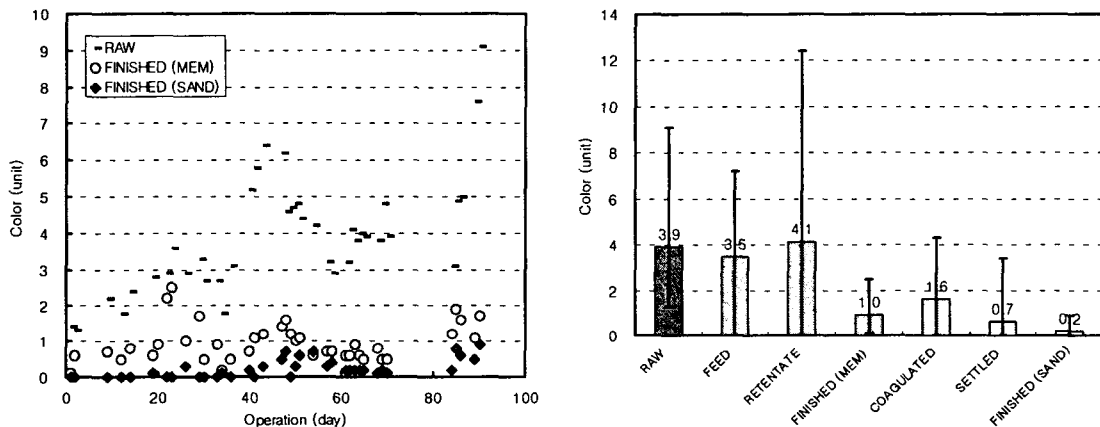 10
9
8
7
6
5
4
3
2
1
0
Color (unit)
RAW
FINISHED (MEM)
FINISHED (SAND)
0 20 40 60 80 100
Operation (day)
14
12
10
8
6
4
2
0
Color (unit)
3.9
3.5
4.1
1.0
1.6
0.7
0.2
RAW
FEED
RETENTATE
FINISHED (MEM)
COAGULATED
SETTLED
FINISHED (SAND)